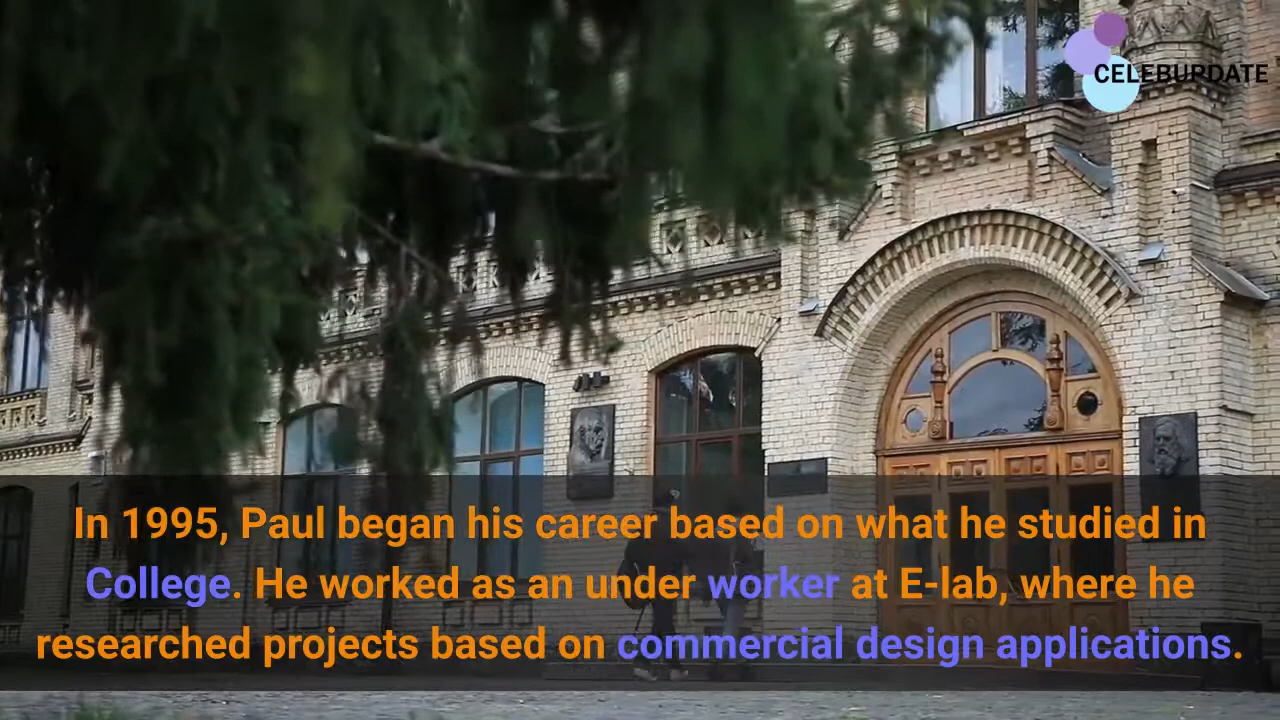 CELEBUPDATE
In 1995, Paul began his career based on what he studied in
College. He worked as an under worker at E-lab, where he
researched projects based on commercial design applications.